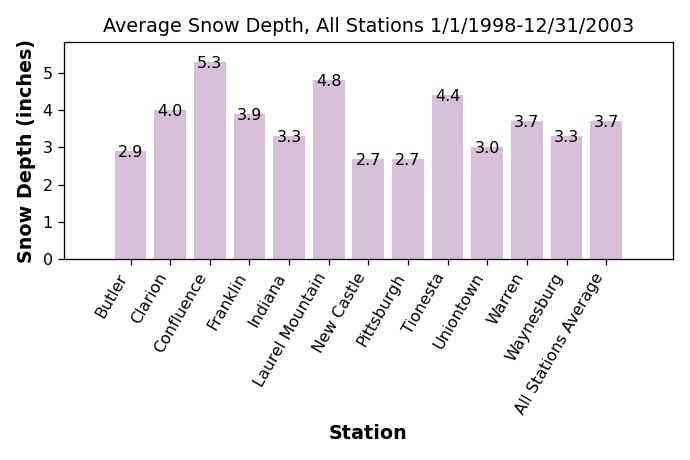 Average Snow Depth, All Stations 1/1/1998-12/31/2003
Snow Depth (inches)
5
4
3
2
1
0
2.9
4.0
5.3
3.9
3.3
4.8
2.7
2.7
4.4
3.0
3.7
3.3
3.7
Butler
Clarion
Confluence
Franklin
Indiana
Laurel Mountain
New Castle
Pittsburgh
Tionesta
Uniontown
Warren
Waynesburg
All Stations Average
Station